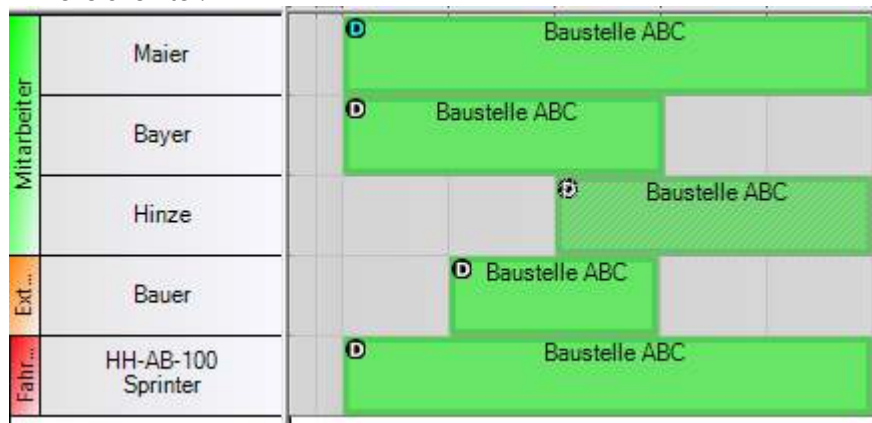 Mitarbeiter
Maier
Baustelle ABC
Bayer
Baustelle ABC
Hinze
Baustelle ABC
Ext...
Bauer
Baustelle ABC
Fahr...
HH-AB-100
Sprinter
Baustelle ABC